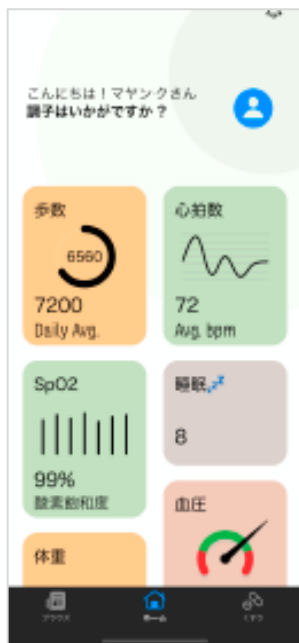 こんにちは！マヤンクさん
調子はいかがですか？
歩数
6560
7200
Daily Avg.
心拍数
72
Avg. bpm
SpO2
99%
酸素飽和度
睡眠💤
8
血圧
体重
ホーム